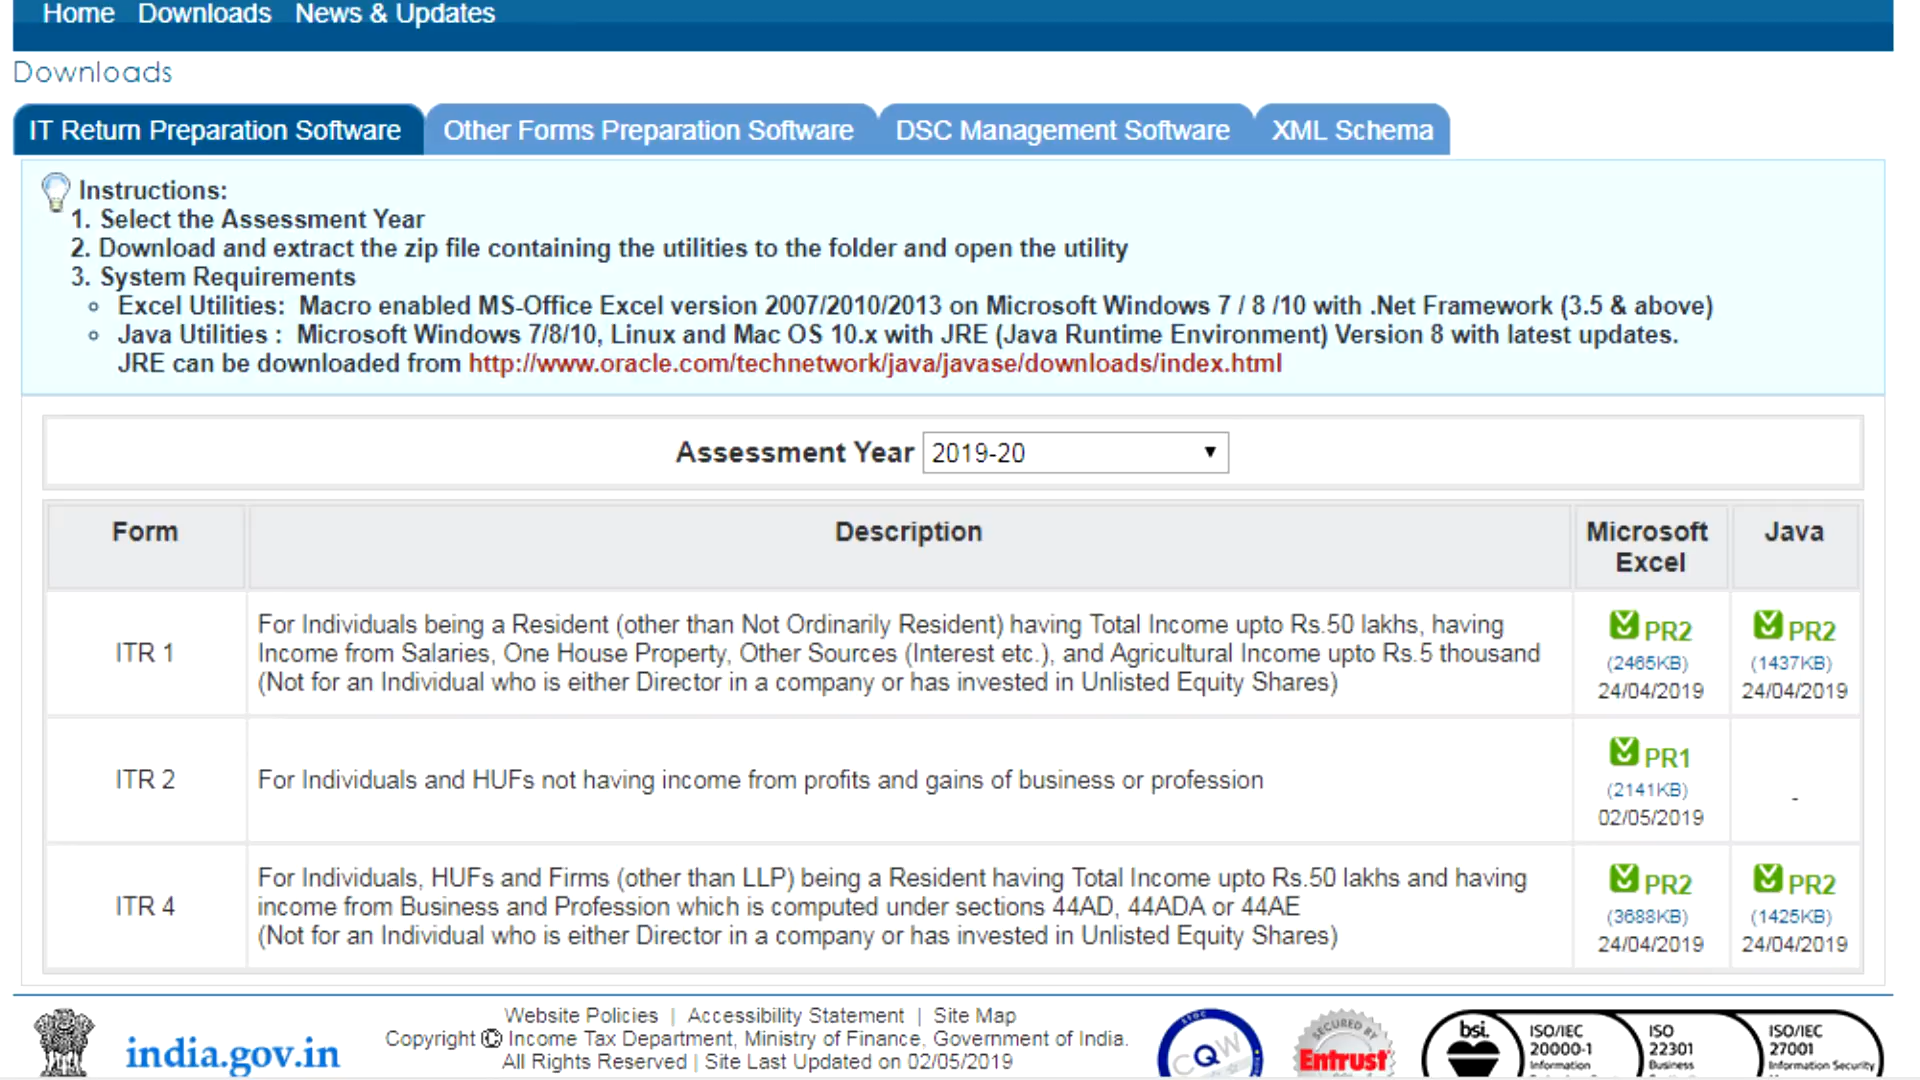 Home Downloads News & Updates
Downloads
IT Return Preparation Software Other Forms Preparation Software DSC Management Software XML Schema
Instructions:
1. Select the Assessment Year
2. Download and extract the zip file containing the utilities to the folder and open the utility
3. System Requirements
Excel Utilities: Macro enabled MS-Office Excel version 2007/2010/2013 on Microsoft Windows 7 / 8 /10 with .Net Framework (3.5 & above)
Java Utilities : Microsoft Windows 7/8/10, Linux and Mac OS 10.x with JRE (Java Runtime Environment) Version 8 with latest updates.
JRE can be downloaded from http://www.oracle.com/technetwork/java/javase/downloads/index.html
Assessment Year 2019-20
Form Description Microsoft Excel Java
ITR 1
For Individuals being a Resident (other than Not Ordinarily Resident) having Total Income upto Rs.50 lakhs, having
Income from Salaries, One House Property, Other Sources (Interest etc.), and Agricultural Income upto Rs.5 thousand
(Not for an Individual who is either Director in a company or has invested in Unlisted Equity Shares)
PR2
(2465KB)
24/04/2019
PR2
(1437KB)
24/04/2019
ITR 2
For Individuals and HUFs not having income from profits and gains of business or profession
PR1
(2141KB)
02/05/2019
-
ITR 4
For Individuals, HUFs and Firms (other than LLP) being a Resident having Total Income upto Rs.50 lakhs and having
income from Business and Profession which is computed under sections 44AD, 44ADA or 44AE
(Not for an Individual who is either Director in a company or has invested in Unlisted Equity Shares)
PR2
(3688KB)
24/04/2019
PR2
(1425KB)
24/04/2019
india.gov.in
Website Policies | Accessibility Statement | Site Map
Copyright © Income Tax Department, Ministry of Finance, Government of India.
All Rights Reserved | Site Last Updated on 02/05/2019
STQC
CQW
SECURED BY
Entrust
bsi.
ISO/IEC
20000-1
Information
ISO
22301
Business
ISO/IEC
27001
Information Security